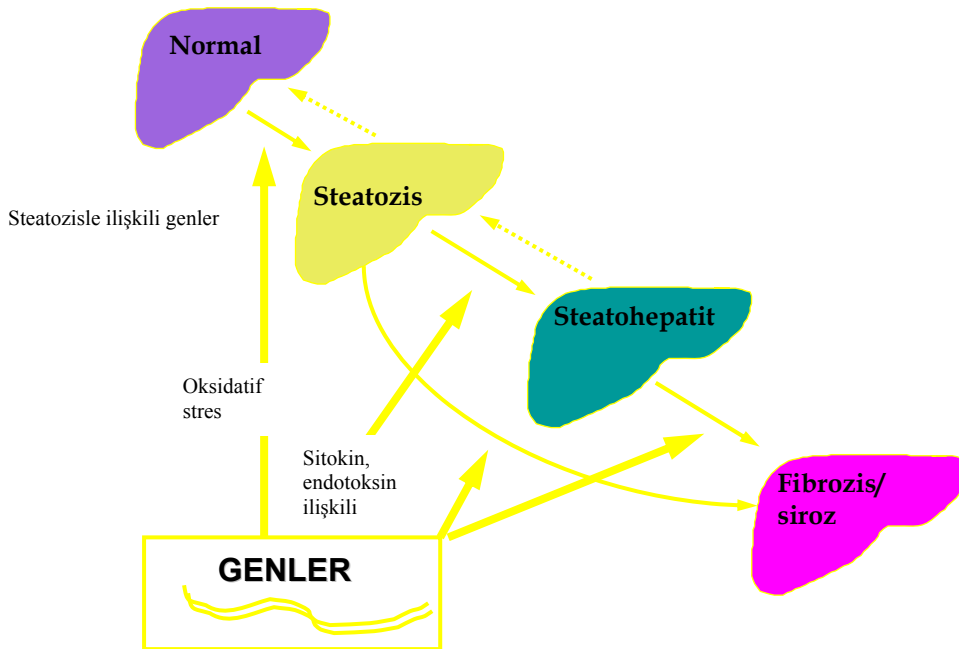 Normal
Steatozis
Steatozisle ilişkili genler
Steatohepatit
Oksidatif
stres
Sitokin,
endotoksin
ilişkili
Fibrozis/
siroz
GENLER